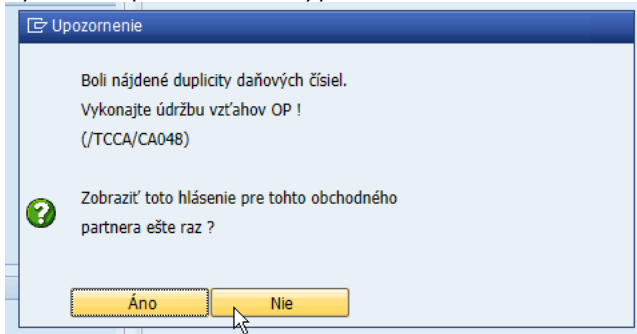 Upozornenie
Boli nájdené duplicity daňových čísiel.
Vykonajte údržbu vzťahov OP !
(/TCCA/CA048)
Zobraziť toto hlásenie pre tohto obchodného
partnera ešte raz ?
Áno
Nie